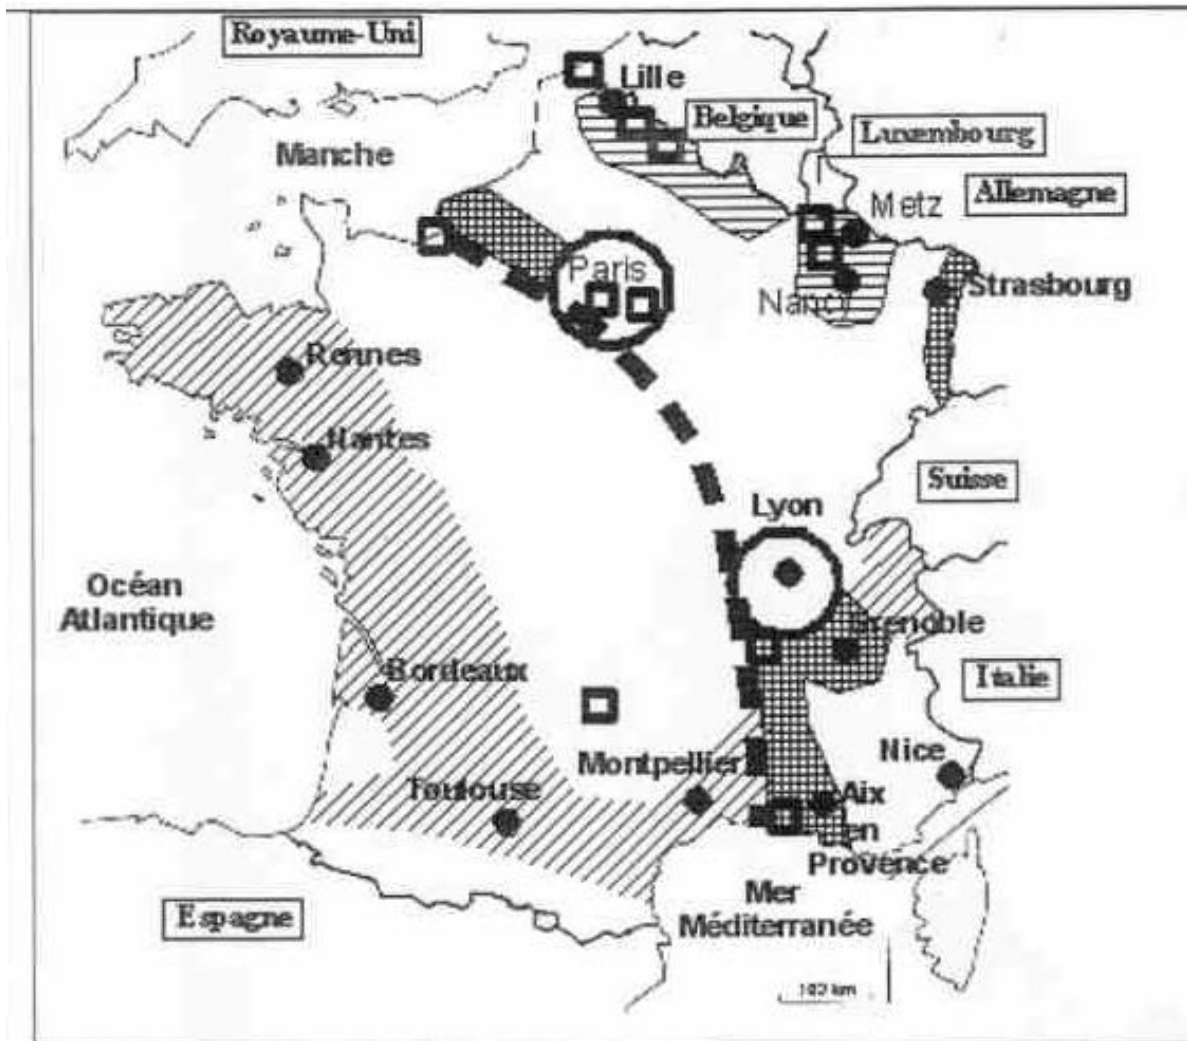 Royaume-Uni
Lille
Belgique
Luxembourg
Manche
Allemagne
Metz
Paris
Nancy
Strasbourg
Rennes
Nantes
Suisse
Lyon
Océan
Atlantique
Grenoble
Bordeaux
Italie
Nice
Montpellier
Toulouse
Aix
en
Provence
Mer
Méditerranée
Espagne
100 km